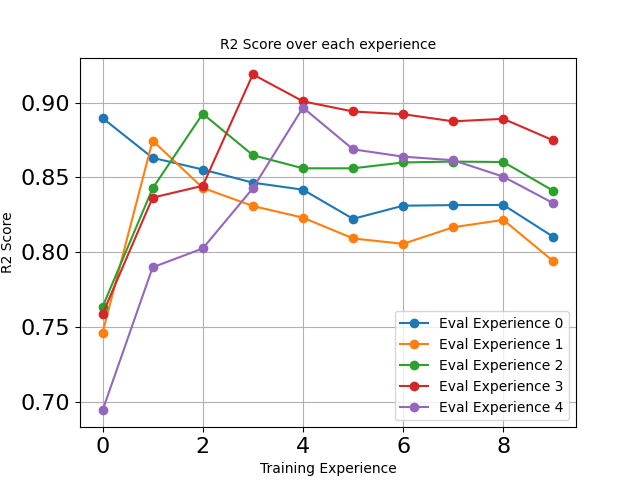 R2 Score over each experience
R2 Score
0.90
0.85
0.80
0.75
0.70
0 2 4 6 8
Training Experience
Eval Experience 0
Eval Experience 1
Eval Experience 2
Eval Experience 3
Eval Experience 4